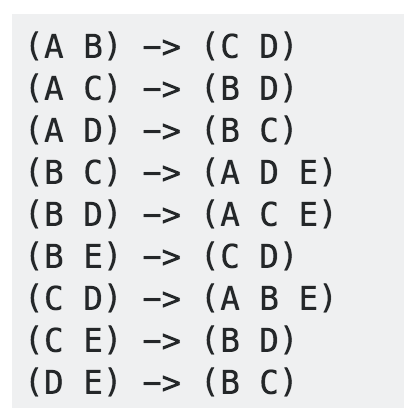 (A B) -> (C D)
(A C) -> (B D)
(A D) -> (B C)
(B C) -> (A D E)
(B D) -> (A C E)
(B E) -> (C D)
(C D) -> (A B E)
(C E) -> (B D)
(D E) -> (B C)